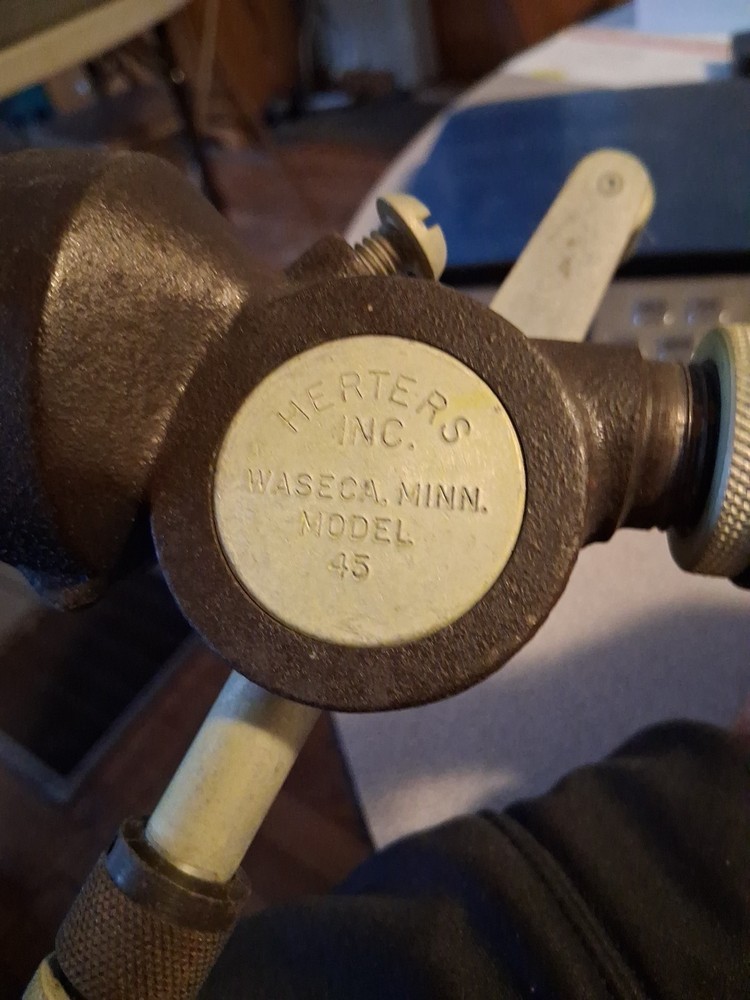 HERTERS
INC.
WASECA, MINN.
MODEL
45